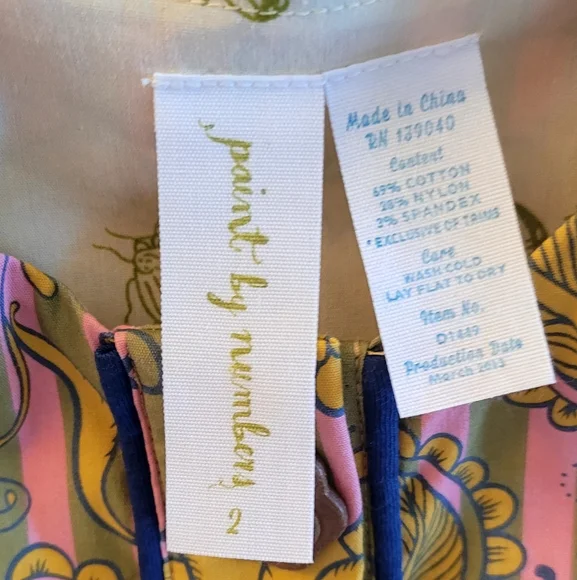 paint by numbers 2
Made in China
RN 139040
Content
69% COTTON
28% NYLON
3% SPANDEX
*EXCLUSIVE OF TRIMS
Care
WASH COLD
LAY FLAT TO DRY
Item No.
D1449
Production Date
March 2013